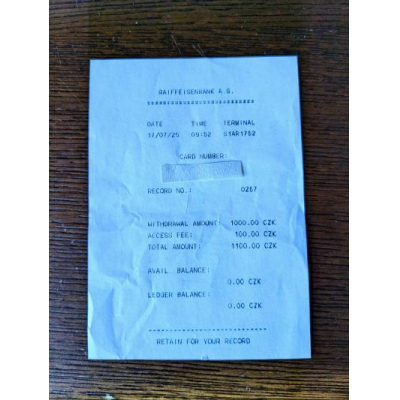 RAIFFEISENBANK A.S.
DATE TIME TERMINAL
17/07/25 09:52 S1AR1752
CARD NUMBER:
RECORD NO.: 0267
WITHDRAWAL AMOUNT: 1000.00 CZK
ACCESS FEE: 100.00 CZK
TOTAL AMOUNT: 1100.00 CZK
AVAIL. BALANCE:
0.00 CZK
LEDGER BALANCE:
0.00 CZK
RETAIN FOR YOUR RECORD